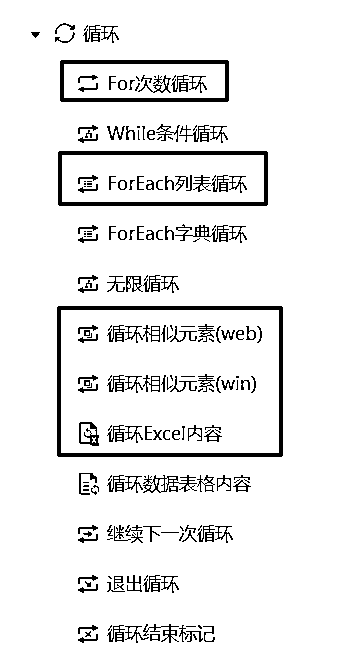 循环
For次数循环
While条件循环
ForEach列表循环
ForEach字典循环
无限循环
循环相似元素(web)
循环相似元素(win)
循环Excel内容
循环数据表格内容
继续下一次循环
退出循环
循环结束标记